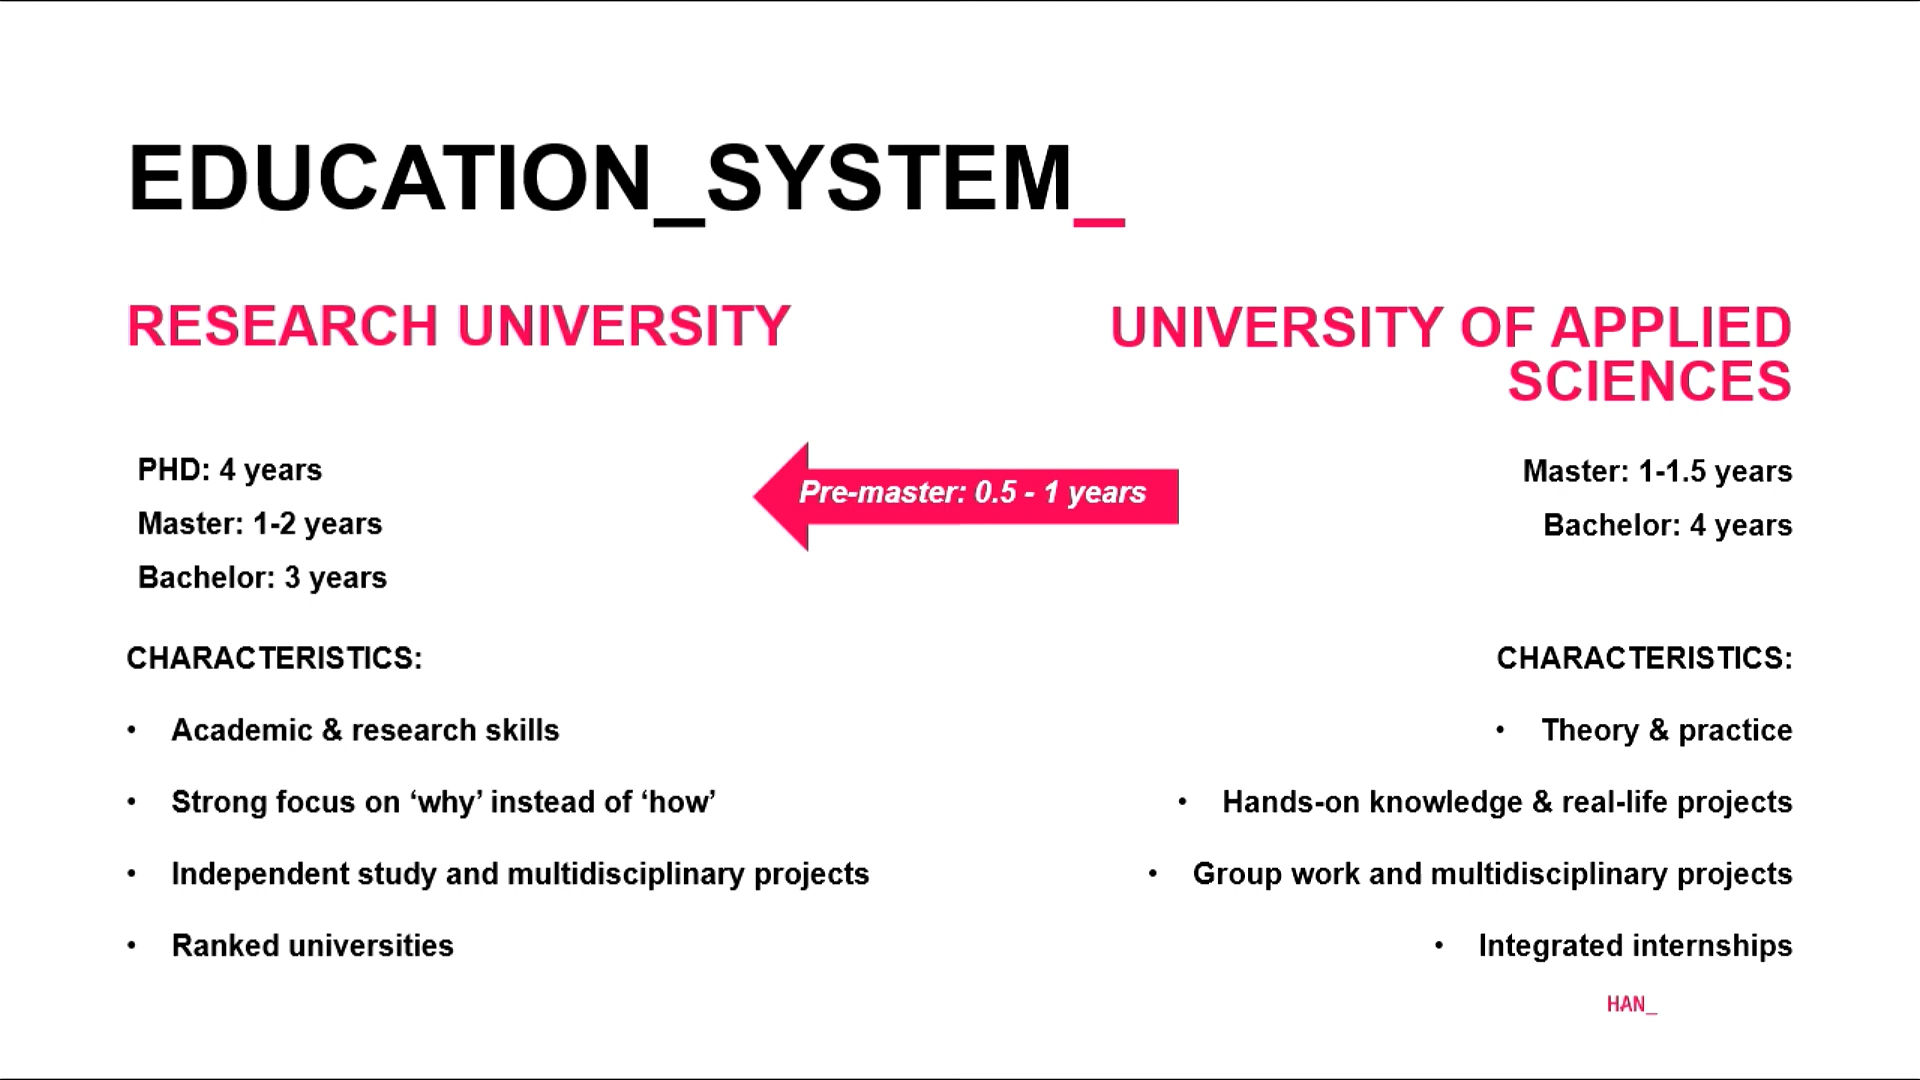 EDUCATION_SYSTEM_
RESEARCH UNIVERSITY
PHD: 4 years
Master: 1-2 years
Bachelor: 3 years
CHARACTERISTICS:
• Academic & research skills
• Strong focus on ‘why’ instead of ‘how’
• Independent study and multidisciplinary projects
• Ranked universities
Pre-master: 0.5 - 1 years
UNIVERSITY OF APPLIED
SCIENCES
Master: 1-1.5 years
Bachelor: 4 years
CHARACTERISTICS:
• Theory & practice
• Hands-on knowledge & real-life projects
• Group work and multidisciplinary projects
• Integrated internships
HAN_